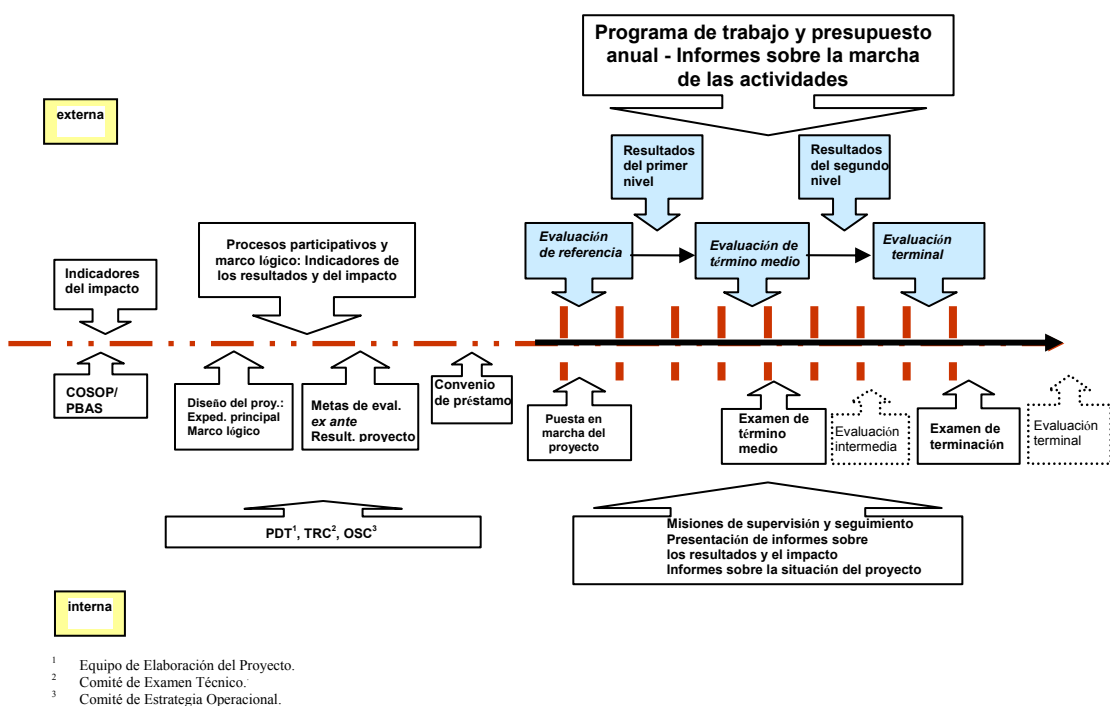 Programa de trabajo y presupuesto
anual - Informes sobre la marcha
de las actividades
externa
Resultados
del primer
nivel
Resultados
del segundo
nivel
Procesos participativos y
marco lógico: Indicadores de
los resultados y del impacto
Evaluación
de referencia
Evaluación de
término medio
Evaluación
terminal
Indicadores
del impacto
COSOP/
PBAS
Diseño del proy.:
Exped. principal
Marco lógico
Metas de eval.
ex ante
Result. proyecto
Convenio
de préstamo
Puesta en
marcha del
proyecto
Examen de
término
medio
Evaluación
intermedia
Examen de
terminación
Evaluación
terminal
PDT¹, TRC², OSC³
Misiones de supervisión y seguimiento
Presentación de informes sobre
los resultados y el impacto
Informes sobre la situación del proyecto
interna
¹ Equipo de Elaboración del Proyecto.
² Comité de Examen Técnico.
³ Comité de Estrategia Operacional.